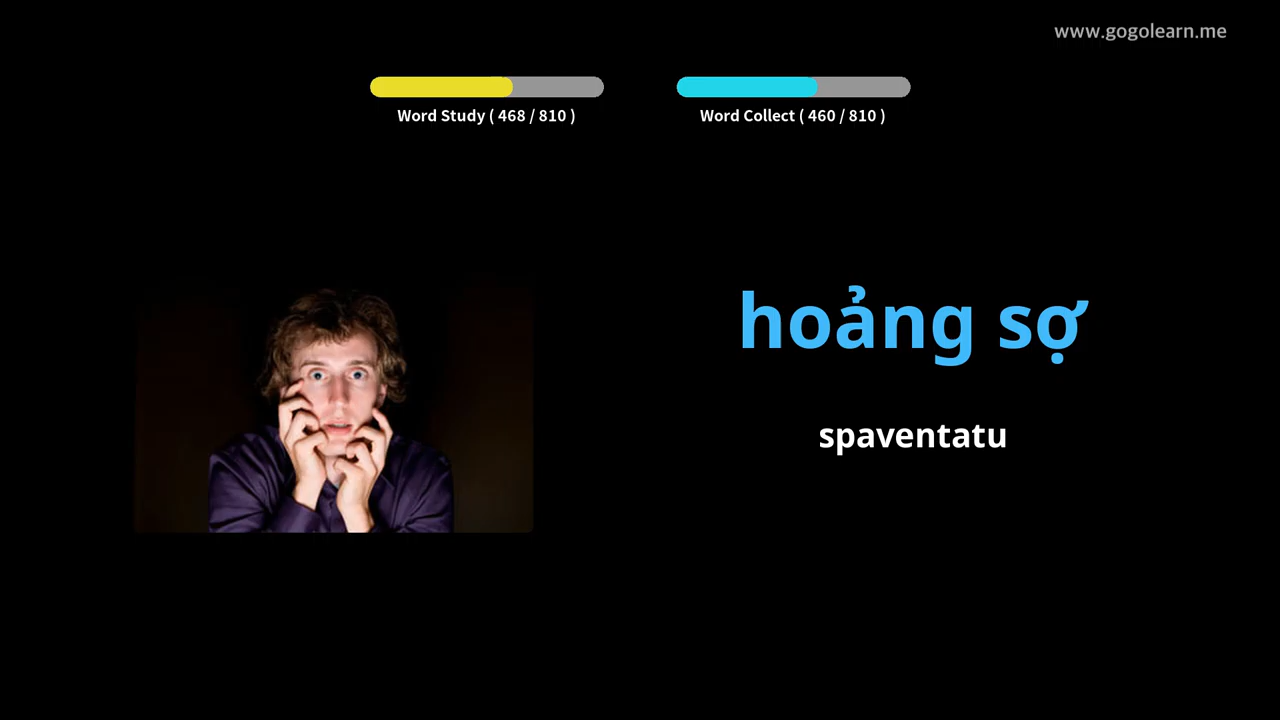 www.gogolearn.me
Word Study ( 468 / 810 )
Word Collect ( 460 / 810 )
hoảng sợ
spaventatu